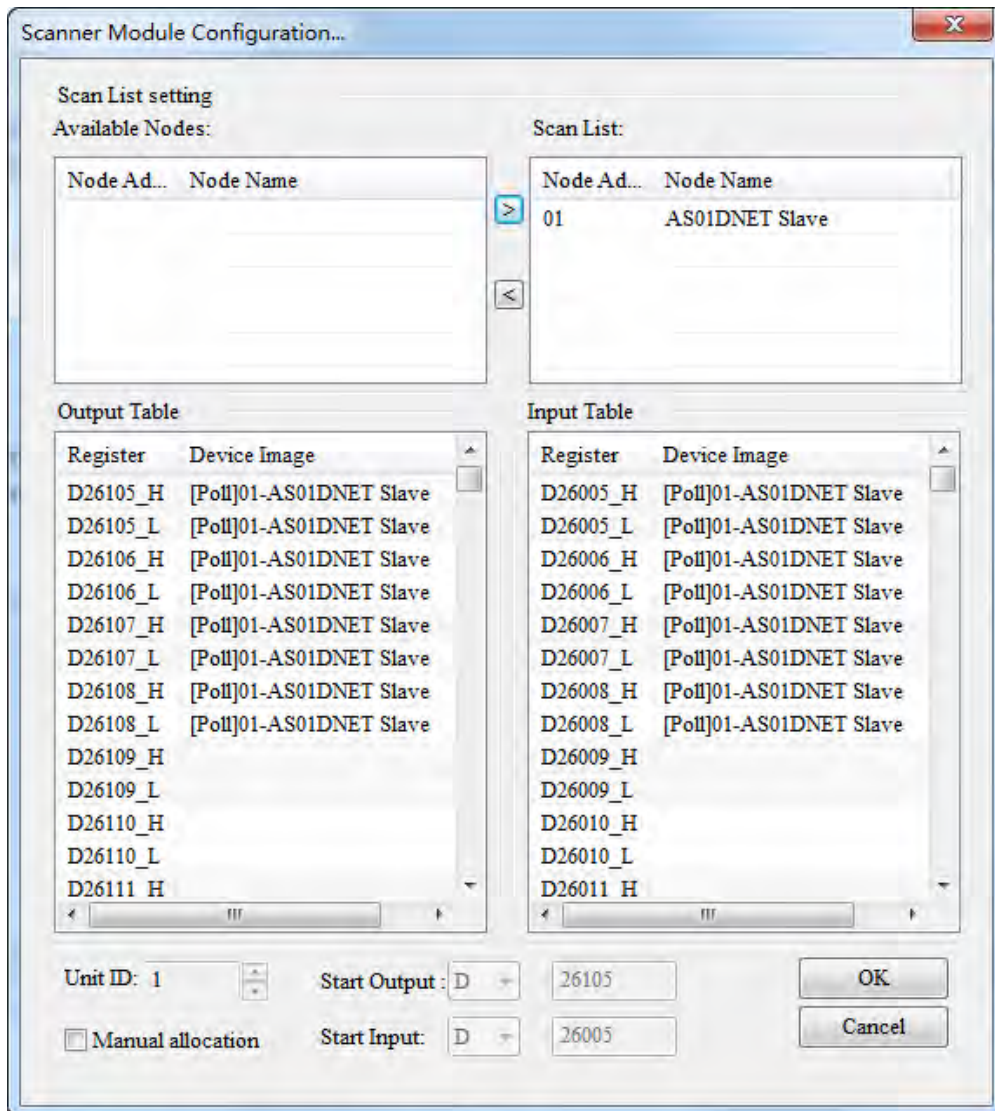 Scanner Module Configuration...
Scan List setting
Available Nodes:
Node Ad... Node Name
>
<
Scan List:
Node Ad... Node Name
01 AS01DNET Slave
Output Table
Register Device Image
D26105_H [Poll]01-AS01DNET Slave
D26105_L [Poll]01-AS01DNET Slave
D26106_H [Poll]01-AS01DNET Slave
D26106_L [Poll]01-AS01DNET Slave
D26107_H [Poll]01-AS01DNET Slave
D26107_L [Poll]01-AS01DNET Slave
D26108_H [Poll]01-AS01DNET Slave
D26108_L [Poll]01-AS01DNET Slave
D26109_H
D26109_L
D26110_H
D26110_L
D26111_H
Input Table
Register Device Image
D26005_H [Poll]01-AS01DNET Slave
D26005_L [Poll]01-AS01DNET Slave
D26006_H [Poll]01-AS01DNET Slave
D26006_L [Poll]01-AS01DNET Slave
D26007_H [Poll]01-AS01DNET Slave
D26007_L [Poll]01-AS01DNET Slave
D26008_H [Poll]01-AS01DNET Slave
D26008_L [Poll]01-AS01DNET Slave
D26009_H
D26009_L
D26010_H
D26010_L
D26011_H
Unit ID: 1
Start Output : D 26105
OK
Manual allocation
Start Input: D 26005
Cancel